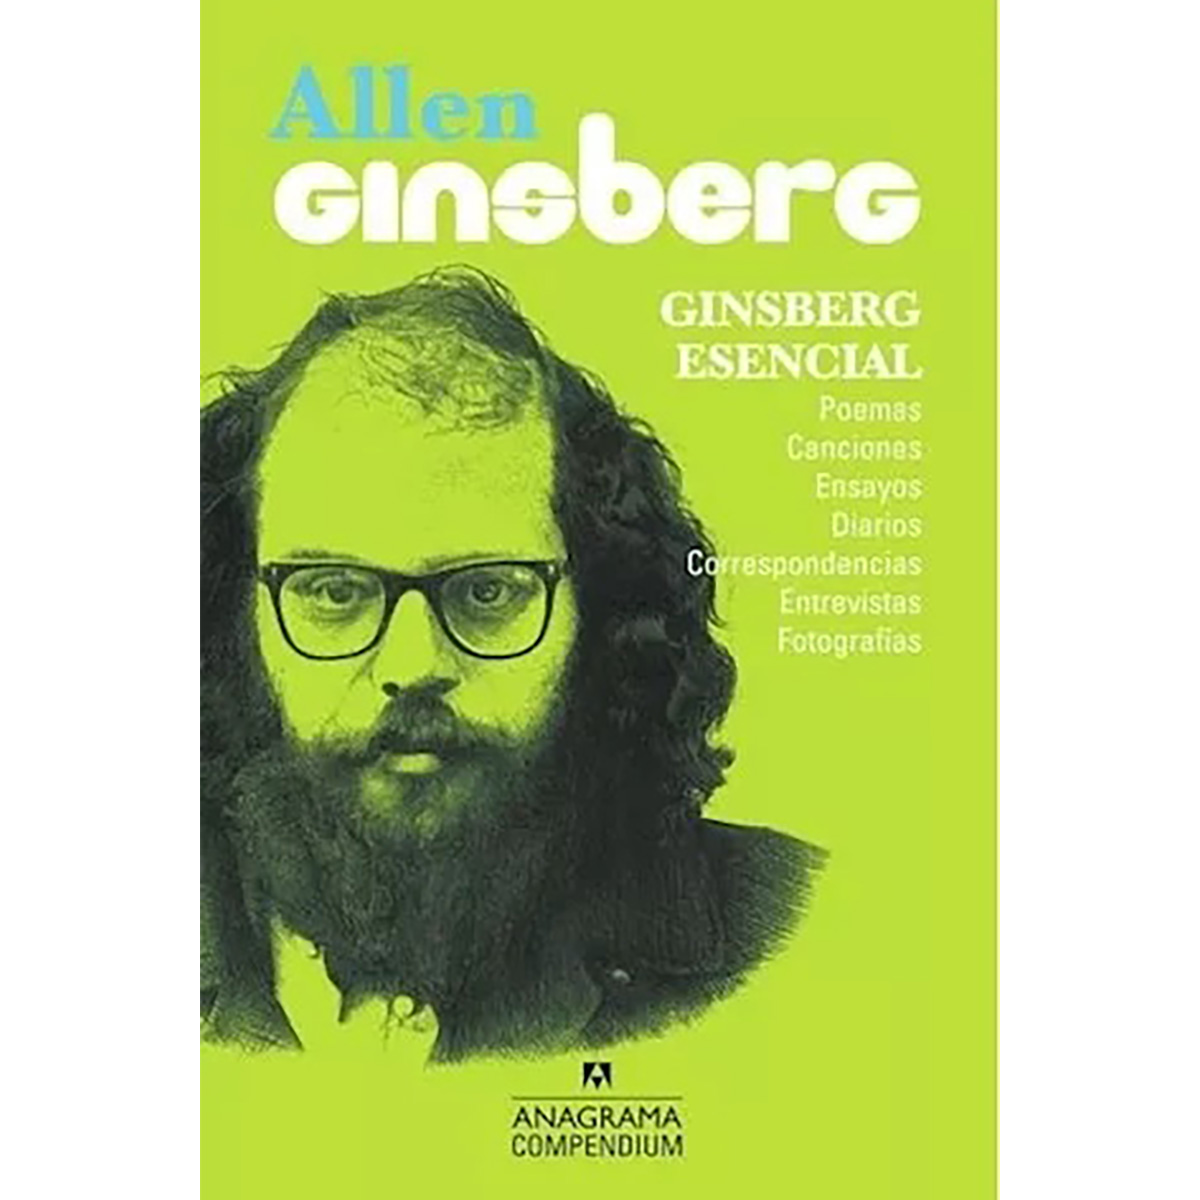 Allen
Ginsberg
GINSBERG
ESENCIAL
Poemas
Canciones
Ensayos
Diarios
Correspondencias
Entrevistas
Fotografías
ANAGRAMA
COMPENDIUM